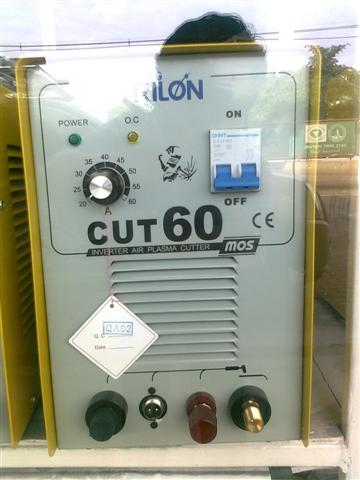 RILON
ON
POWER
O.C
CHNT
20 25 30 35 40 45 50 55 60
A
OFF
CUT60
CE
INVERTER AIR PLASMA CUTTER
MOS
Q.C QA02
Date